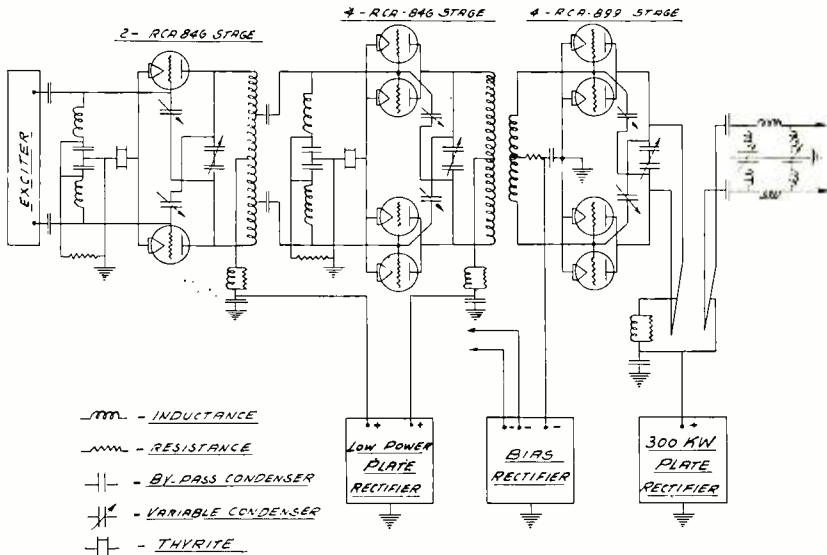 2 - RCA 846 STAGE
4 - RCA-846 STAGE
4 - RCA-899 STAGE
EXCITER
- INDUCTANCE
- RESISTANCE
- BY-PASS CONDENSER
- VARIABLE CONDENSER
- THYRITE
+ +
LOW POWER
PLATE
RECTIFIER
- - -
BIAS
RECTIFIER
+
300 KW
PLATE
RECTIFIER